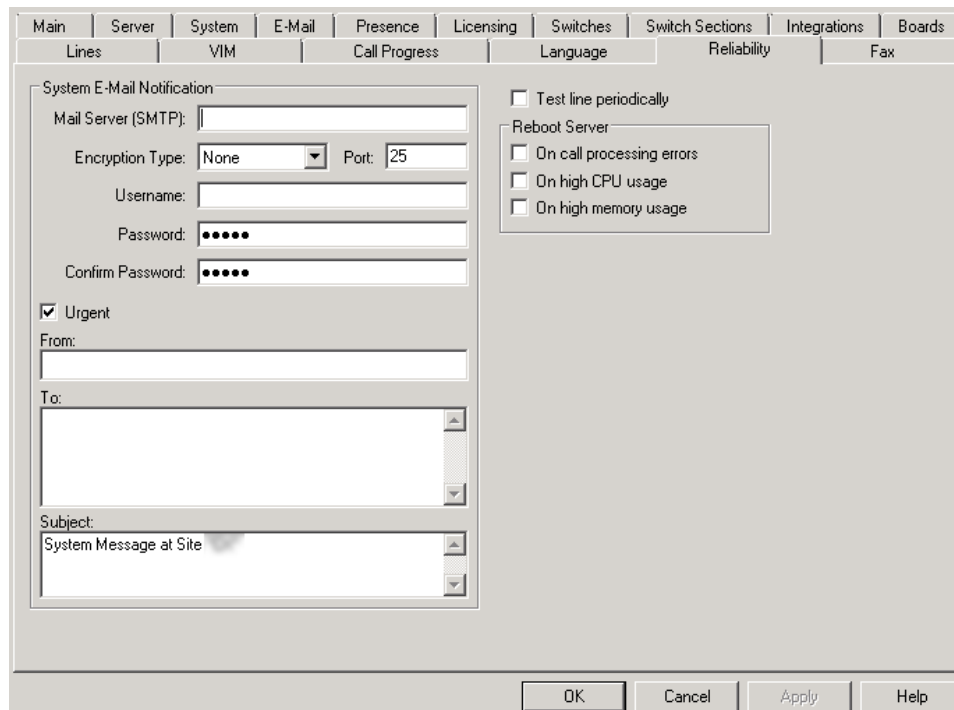 Main Server System E-Mail Presence Licensing Switches Switch Sections Integrations Boards
Lines VIM Call Progress Language Reliability Fax
System E-Mail Notification
Mail Server (SMTP):
Encryption Type: None Port: 25
Username:
Password: •••••
Confirm Password: •••••
Urgent
From:
To:
Subject:
System Message at Site
Test line periodically
Reboot Server
On call processing errors
On high CPU usage
On high memory usage
OK Cancel Apply Help